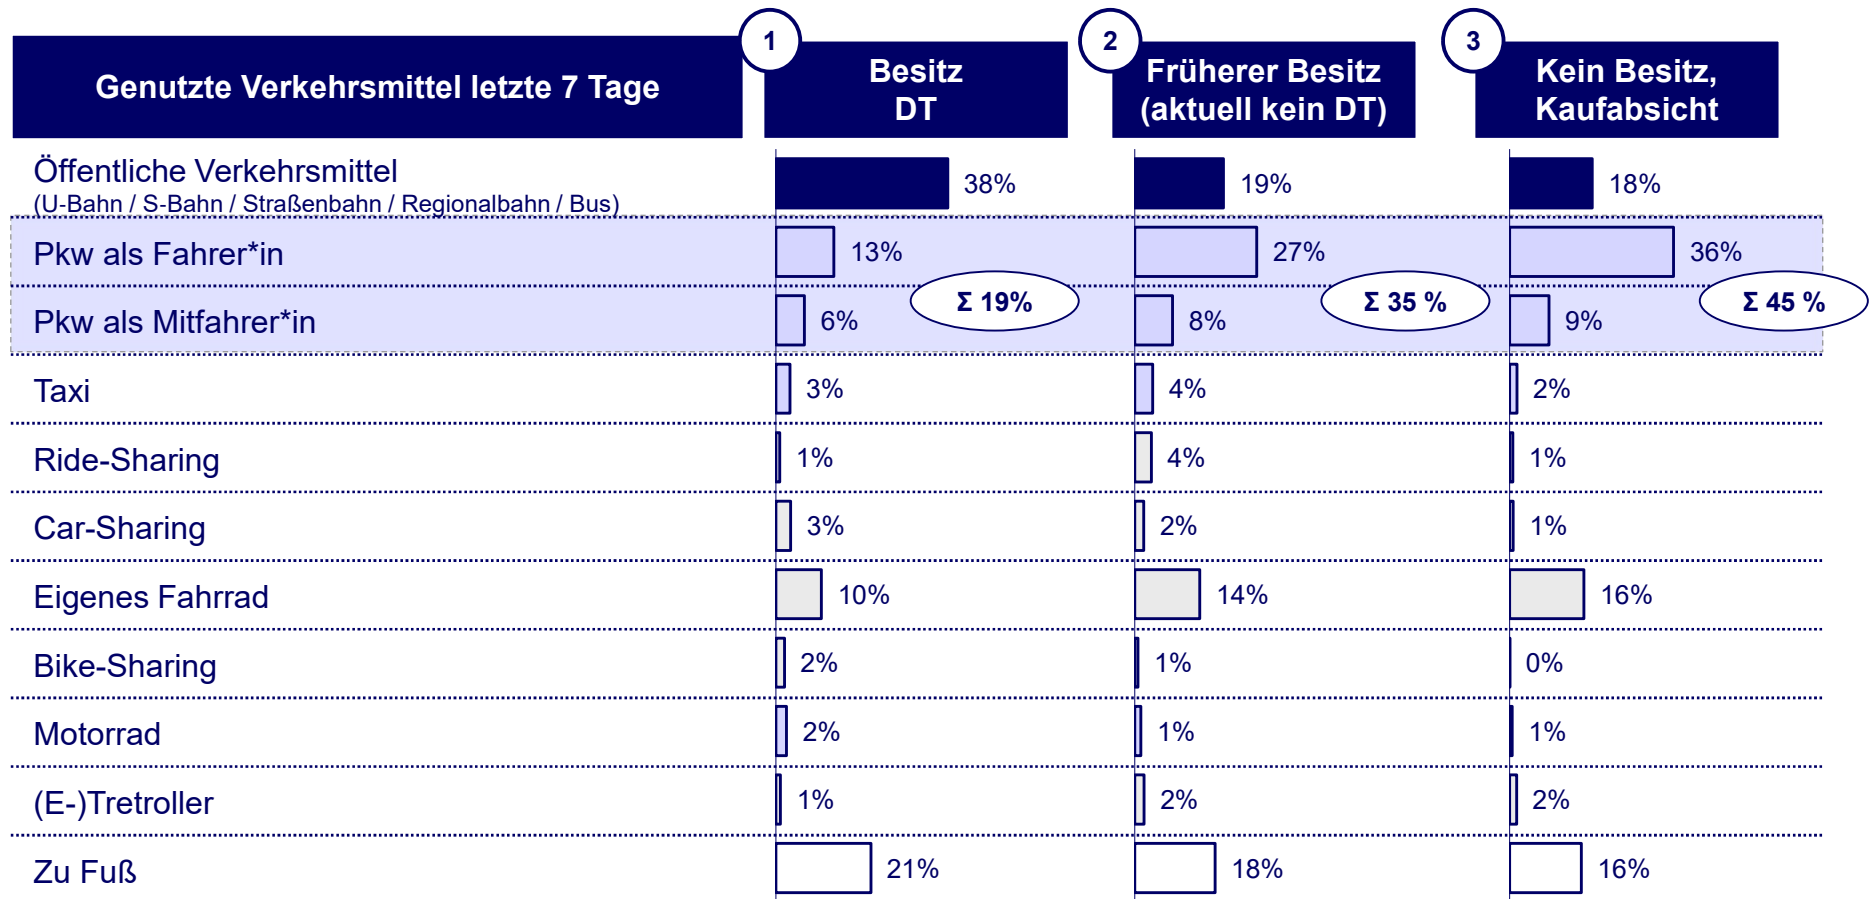 1
2
3
Genutzte Verkehrsmittel letzte 7 Tage
Besitz
DT
Früherer Besitz
(aktuell kein DT)
Kein Besitz,
Kaufabsicht
Öffentliche Verkehrsmittel
(U-Bahn / S-Bahn / Straßenbahn / Regionalbahn / Bus)
38%
19%
18%
Pkw als Fahrer*in
13%
27%
36%
Σ 19%
Σ 35 %
Σ 45 %
Pkw als Mitfahrer*in
6%
8%
9%
Taxi
3%
4%
2%
Ride-Sharing
1%
4%
1%
Car-Sharing
3%
2%
1%
Eigenes Fahrrad
10%
14%
16%
Bike-Sharing
2%
1%
0%
Motorrad
2%
1%
1%
(E-)Tretroller
1%
2%
2%
Zu Fuß
21%
18%
16%